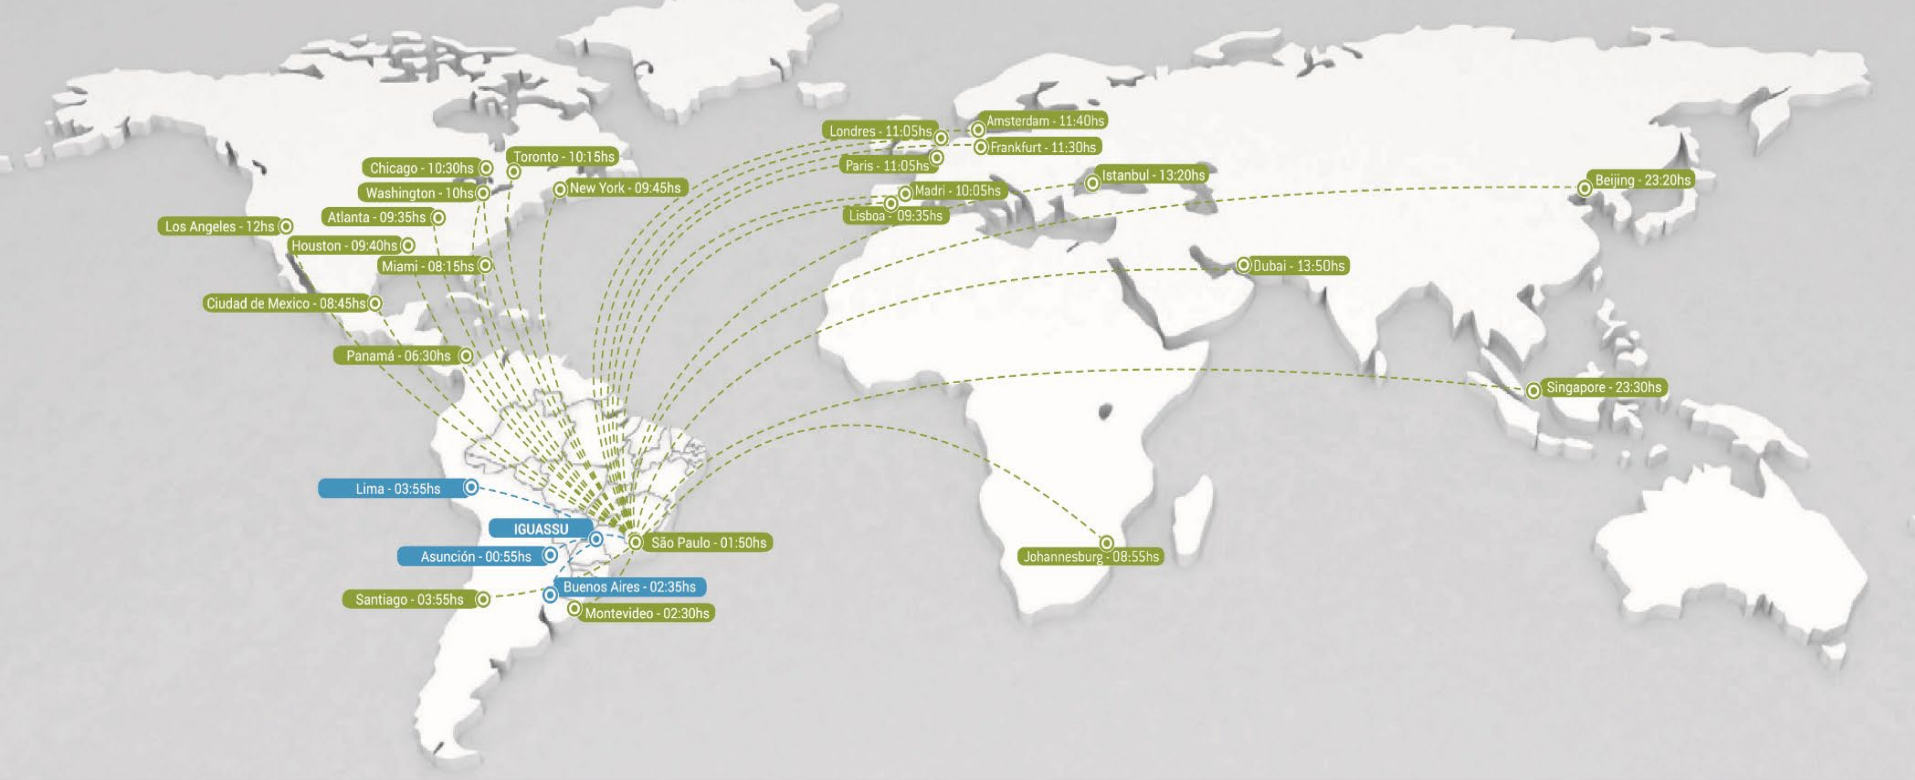 Amsterdam - 11:40hs
Londres - 11:05hs
Frankfurt - 11:30hs
Toronto - 10:15hs
Paris - 11:05hs
Chicago - 10:30hs
Istanbul - 13:20hs
Beijing - 23:20hs
New York - 09:45hs
Washington - 10hs
Madri - 10:05hs
Lisboa - 09:35hs
Atlanta - 09:35hs
Los Angeles - 12hs
Houston - 09:40hs
Miami - 08:15hs
Dubai - 13:50hs
Ciudad de Mexico - 08:45hs
Panamá - 06:30hs
Singapore - 23:30hs
Lima - 03:55hs
IGUASSU
São Paulo - 01:50hs
Asunción - 00:55hs
Johannesburg - 08:55hs
Buenos Aires - 02:35hs
Santiago - 03:55hs
Montevideo - 02:30hs